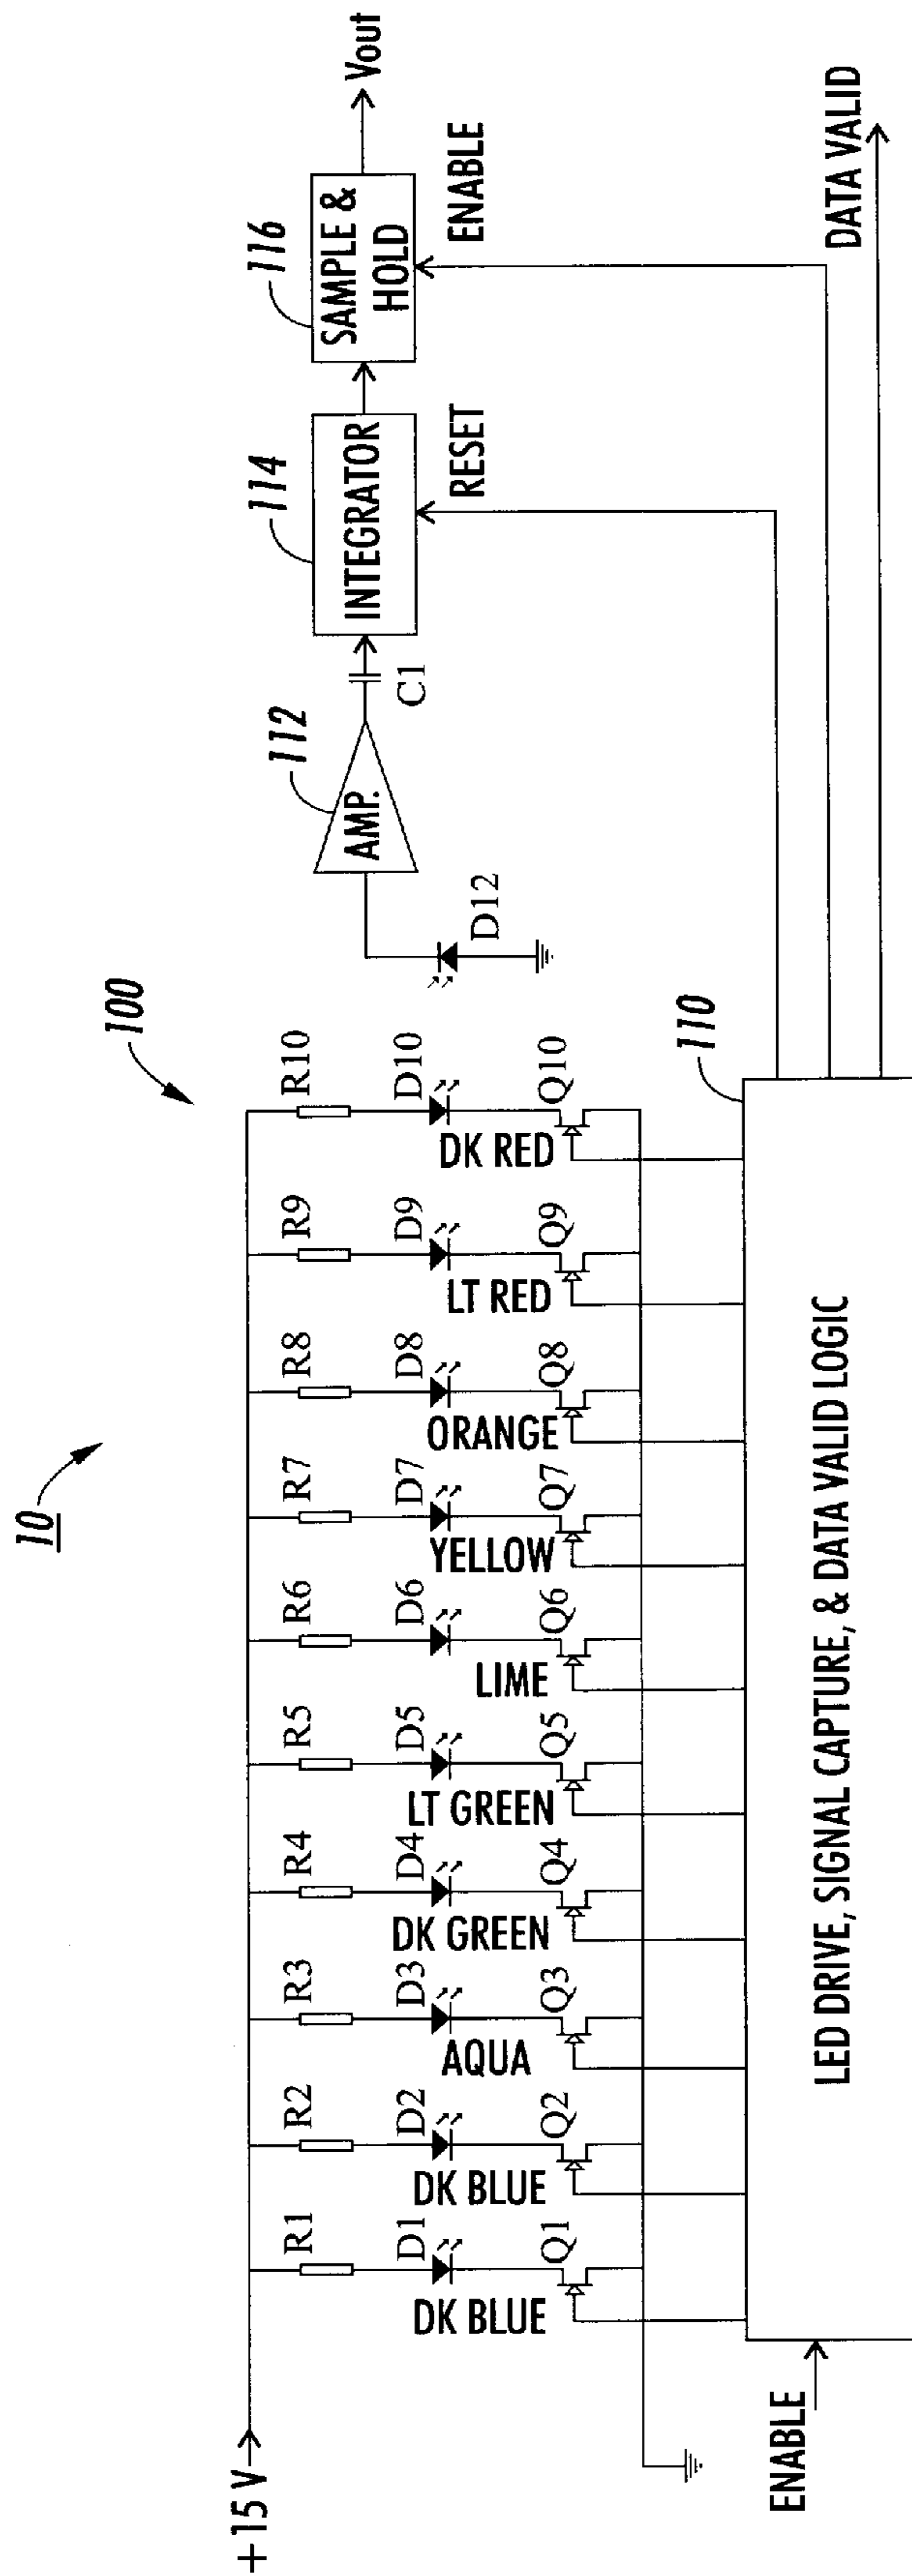 10
100
+15 V
R1
R2
R3
R4
R5
R6
R7
R8
R9
R10
D1
D2
D3
D4
D5
D6
D7
D8
D9
D10
DK BLUE
DK BLUE
AQUA
DK GREEN
LT GREEN
LIME
YELLOW
ORANGE
LT RED
DK RED
Q1
Q2
Q3
Q4
Q5
Q6
Q7
Q8
Q9
Q10
D12
112
AMP.
C1
114
INTEGRATOR
RESET
116
SAMPLE &
HOLD
ENABLE
Vout
ENABLE
110
LED DRIVE, SIGNAL CAPTURE, & DATA VALID LOGIC
DATA VALID